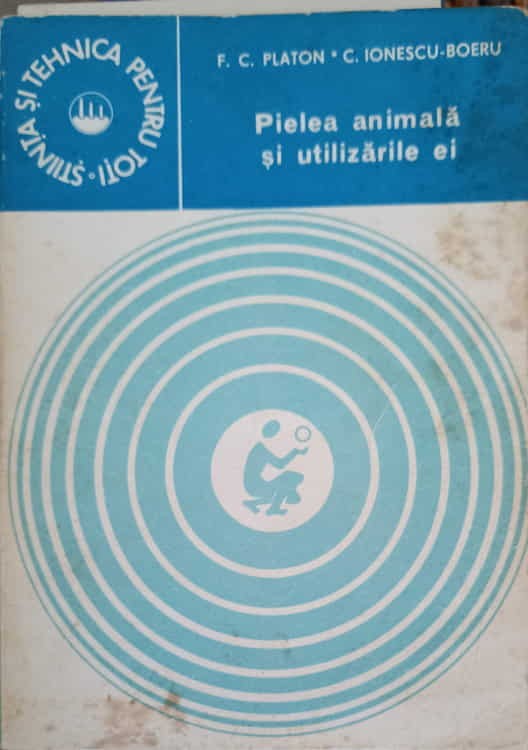 ȘTIINȚA ȘI TEHNICA PENTRU TOȚI •
F. C. PLATON • C. IONESCU-BOERU
Pielea animală
și utilizările ei